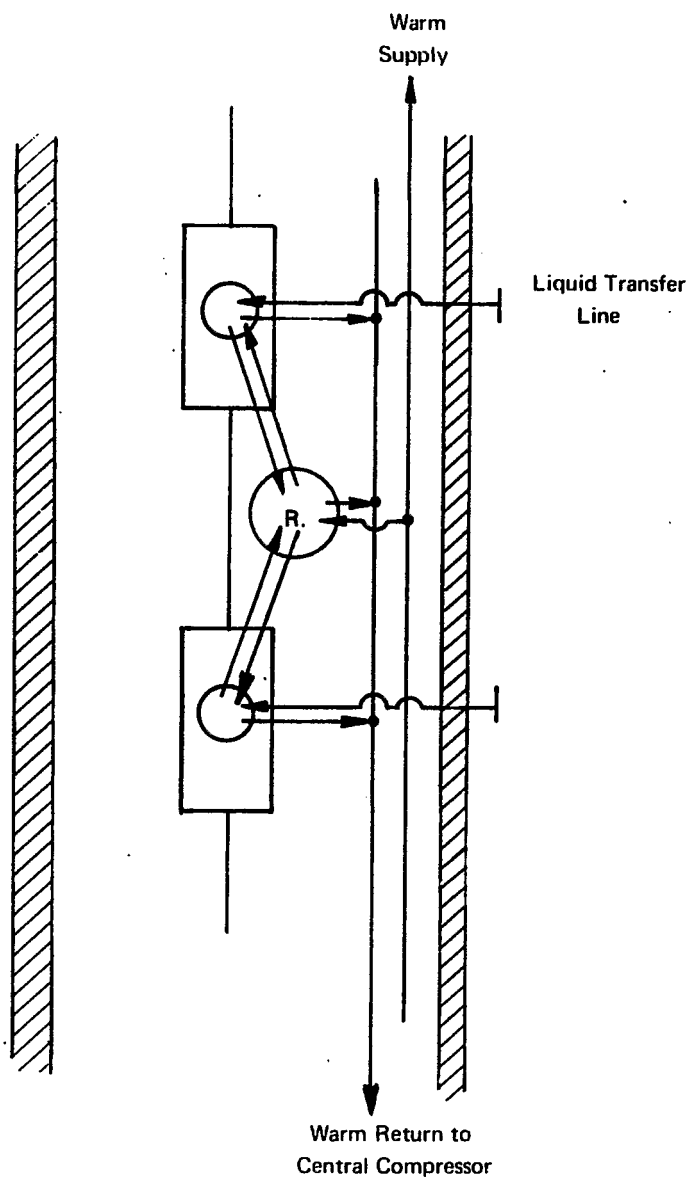 Warm
Supply
Liquid Transfer
Line
R.
Warm Return to
Central Compressor